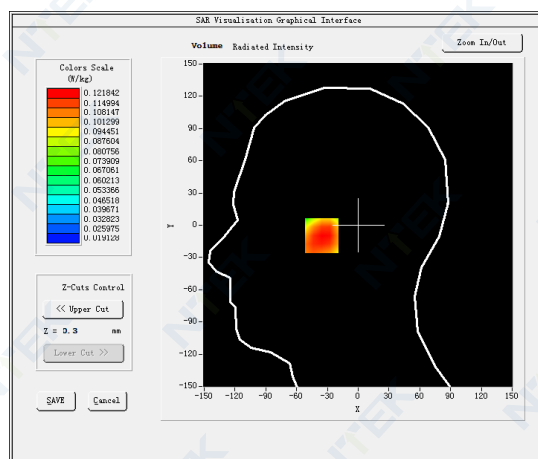 SAR Visualisation Graphical Interface
Volume Radiated Intensity
Zoom In/Out
Colors Scale
(W/kg)
0.121842
0.114994
0.108147
0.101299
0.094451
0.087604
0.080756
0.073909
0.067061
0.060213
0.053366
0.046518
0.039671
0.032823
0.025975
0.019128
Z-Cuts Control
<< Upper Cut
Z = 0.3 mm
Lower Cut >>
SAVE
Cancel
150
120
90
60
30
0
-30
-60
-90
-120
-150
Y
-150 -120 -90 -60 -30 0 30 60 90 120 150
X
NTEK